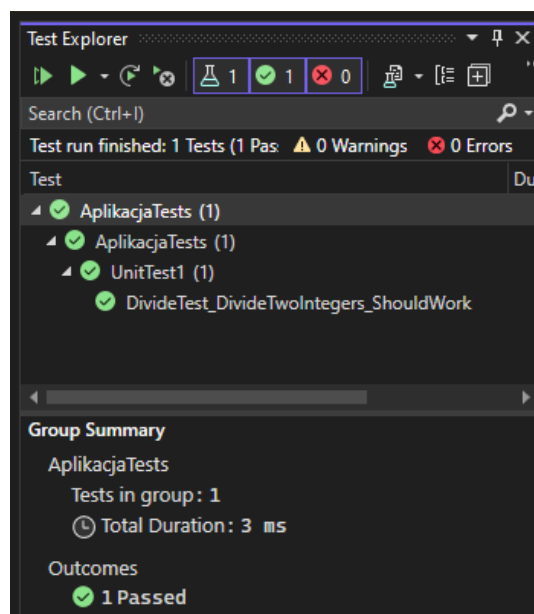 Test Explorer
1 1 0
Search (Ctrl+I)
Test run finished: 1 Tests (1 Pas 0 Warnings 0 Errors
Test Du
AplikacjaTests (1)
AplikacjaTests (1)
UnitTest1 (1)
DivideTest_DivideTwoIntegers_ShouldWork
Group Summary
AplikacjaTests
Tests in group: 1
Total Duration: 3 ms
Outcomes
1 Passed